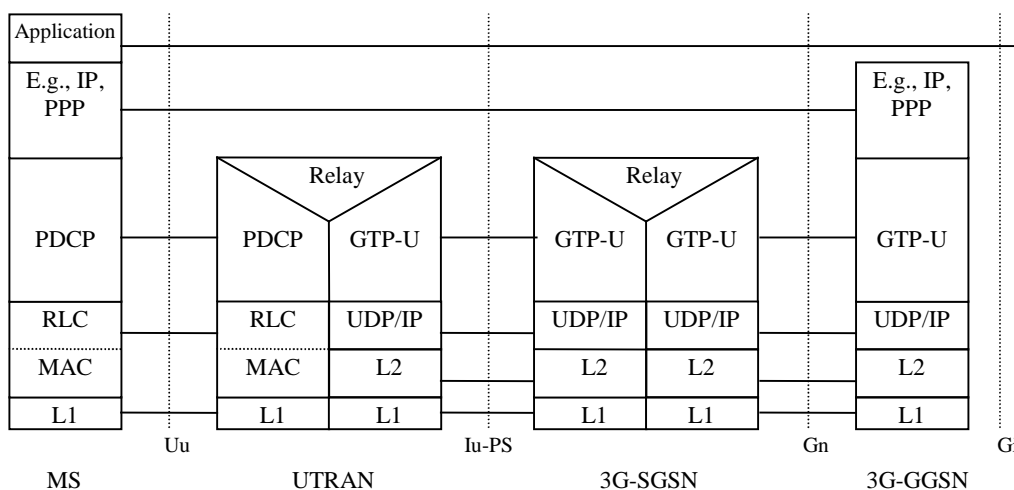 Application
E.g., IP,
PPP
E.g., IP,
PPP
Relay
Relay
PDCP
PDCP
GTP-U
GTP-U
GTP-U
GTP-U
RLC
RLC
UDP/IP
UDP/IP
UDP/IP
UDP/IP
MAC
MAC
L2
L2
L2
L2
L1
L1
L1
L1
L1
L1
Uu
Iu-PS
Gn
MS
UTRAN
3G-SGSN
3G-GGSN